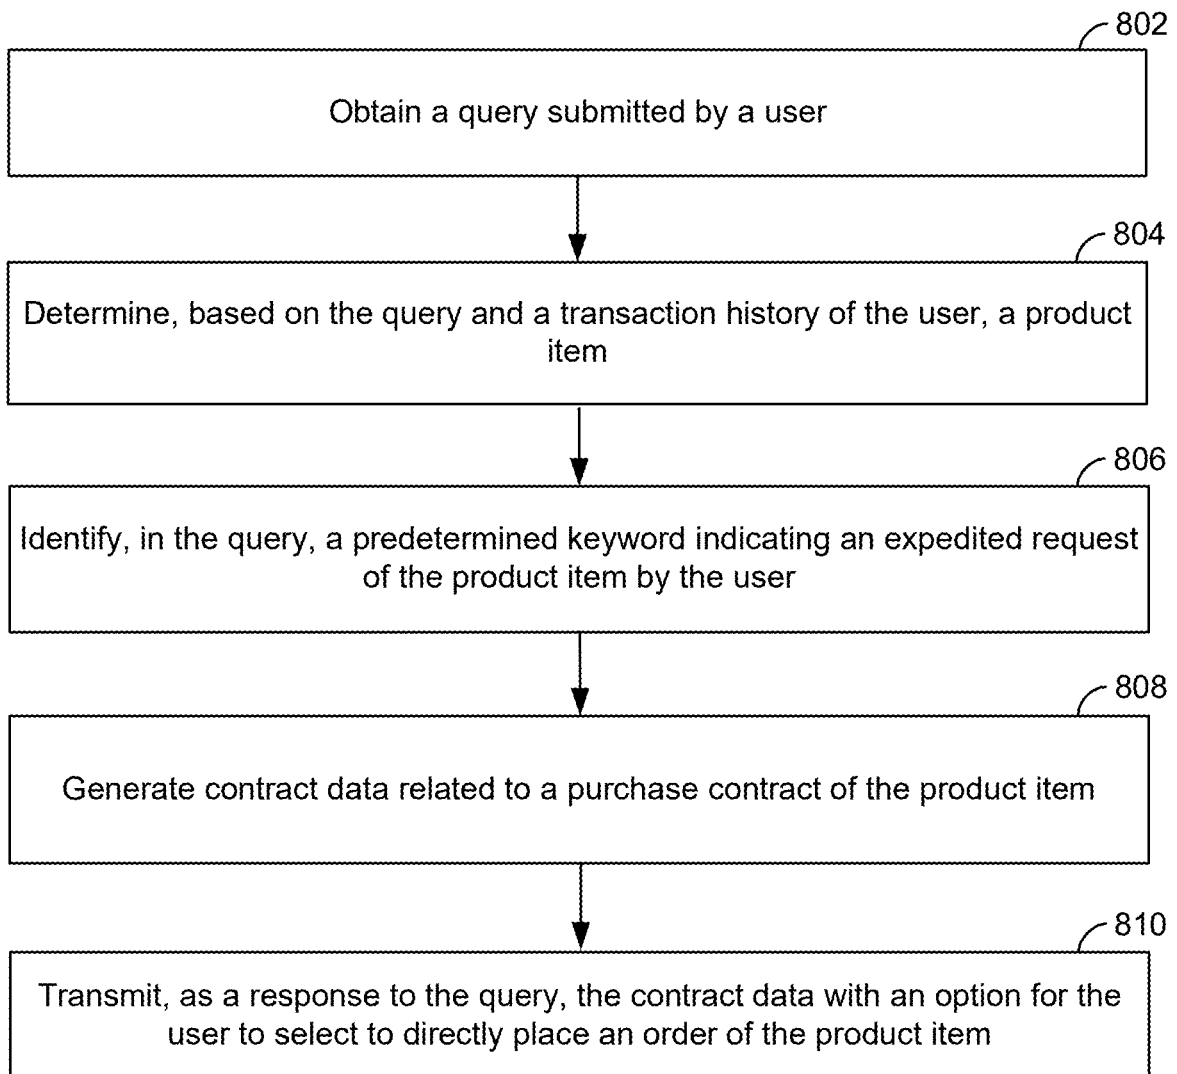 802
Obtain a query submitted by a user
804
Determine, based on the query and a transaction history of the user, a product
item
806
Identify, in the query, a predetermined keyword indicating an expedited request
of the product item by the user
808
Generate contract data related to a purchase contract of the product item
810
Transmit, as a response to the query, the contract data with an option for the
user to select to directly place an order of the product item